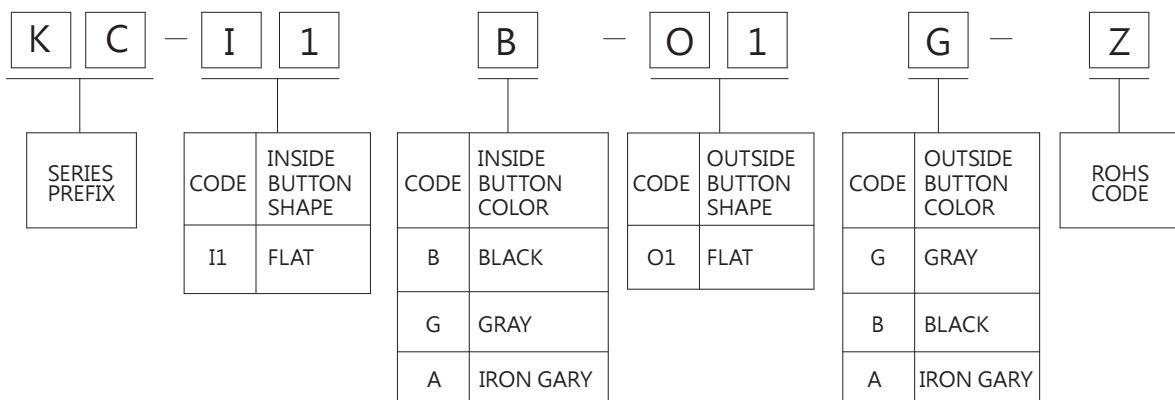 K C — I 1 B — O 1 G — Z
SERIES
PREFIX
CODE
INSIDE
BUTTON
SHAPE
I1 FLAT
CODE
INSIDE
BUTTON
COLOR
B BLACK
G GRAY
A IRON GARY
CODE
OUTSIDE
BUTTON
SHAPE
O1 FLAT
CODE
OUTSIDE
BUTTON
COLOR
G GRAY
B BLACK
A IRON GARY
ROHS
CODE